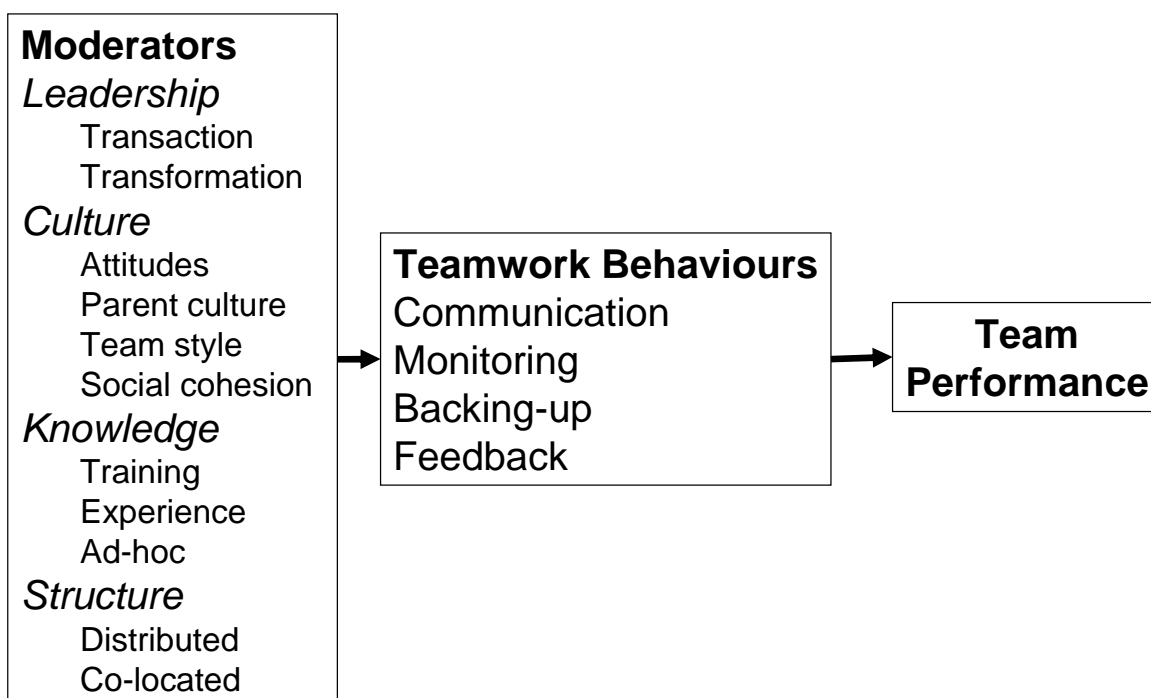 Moderators
Leadership
Transaction
Transformation
Culture
Attitudes
Parent culture
Team style
Social cohesion
Knowledge
Training
Experience
Ad-hoc
Structure
Distributed
Co-located
Teamwork Behaviours
Communication
Monitoring
Backing-up
Feedback
Team
Performance